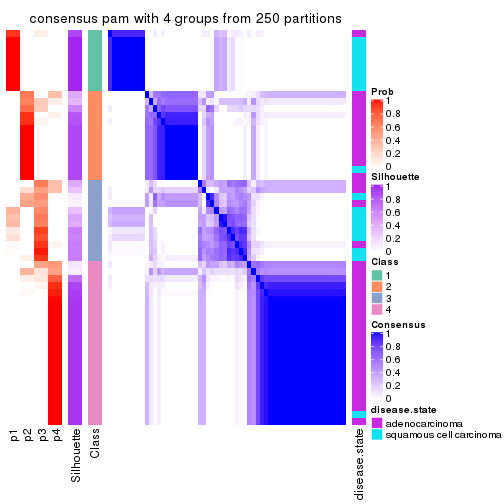 consensus pam with 4 groups from 250 partitions
Prob
1
0.8
0.6
0.4
0.2
0
Silhouette
1
0.8
0.6
0.4
0.2
0
Class
1
2
3
4
Consensus
1
0.8
0.6
0.4
0.2
0
disease.state
adenocarcinoma
squamous cell carcinoma
p1
p2
p3
p4
Silhouette
Class
disease.state